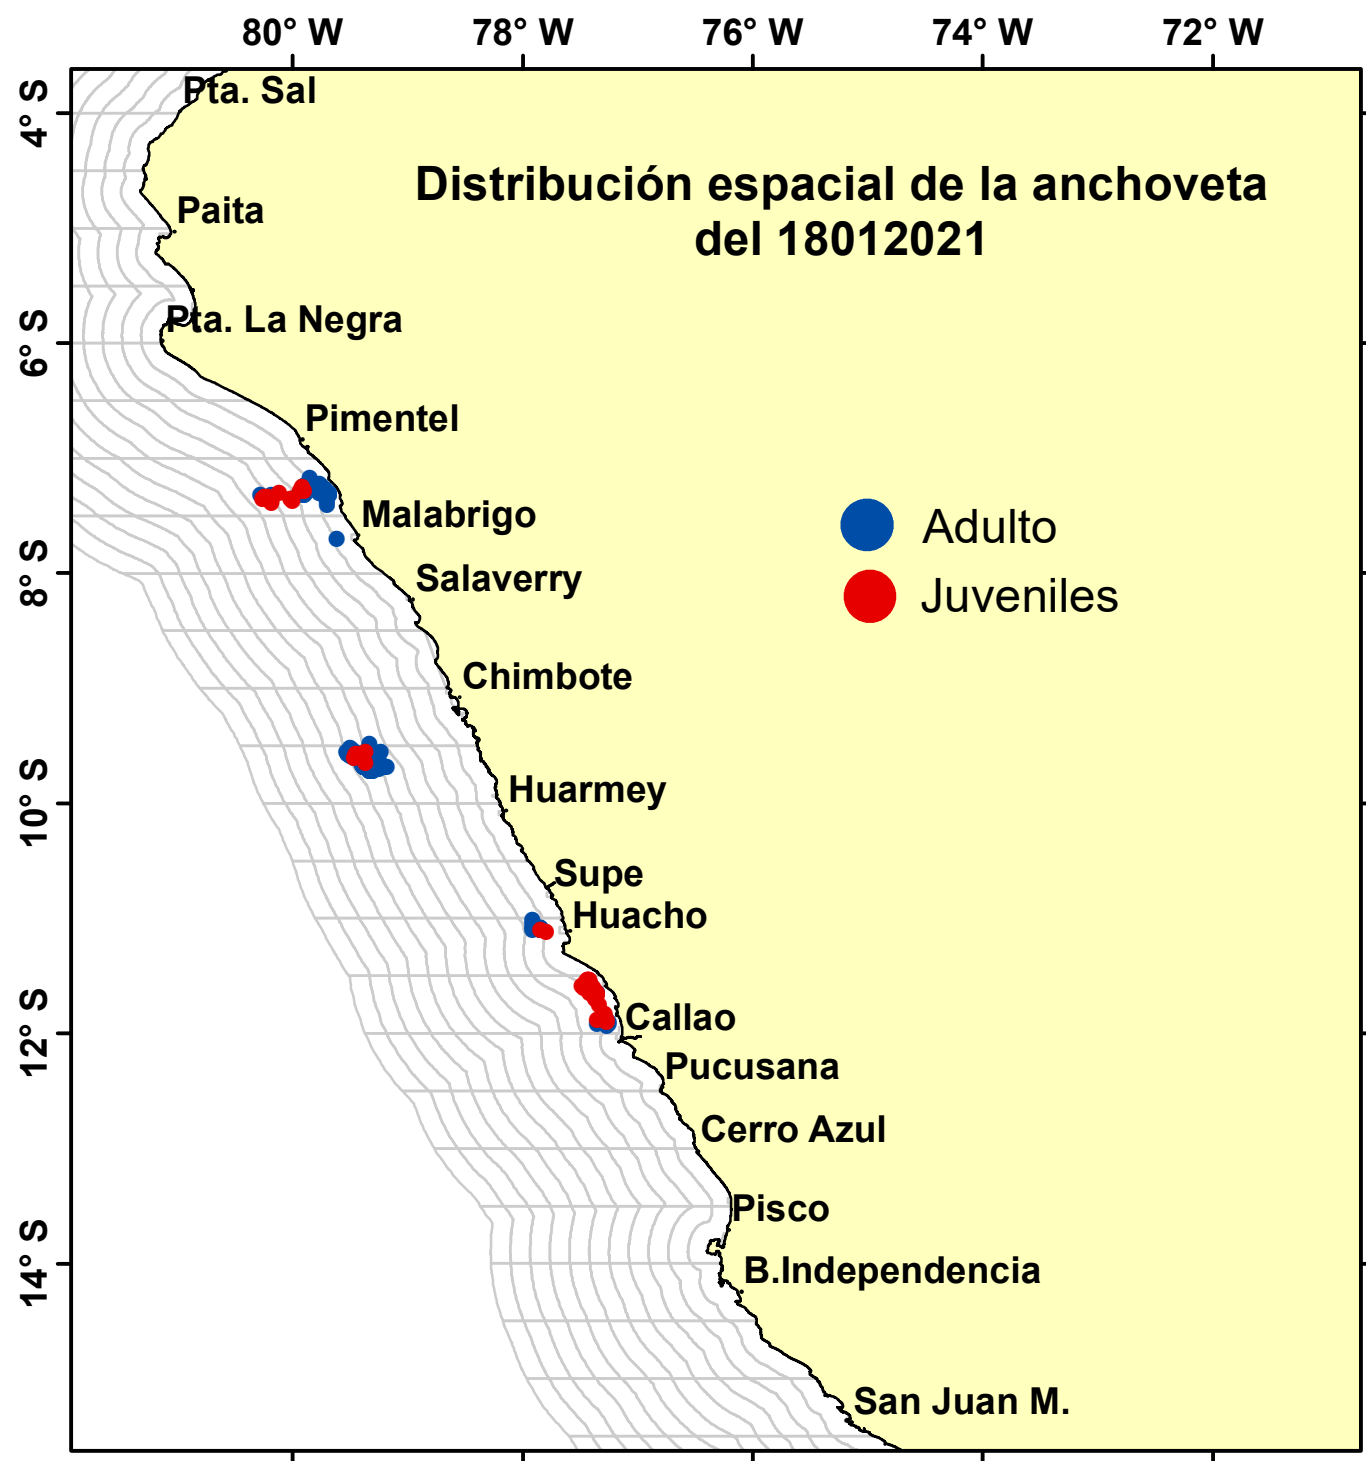 80° W 78° W 76° W 74° W 72° W
4° S
6° S
8° S
10° S
12° S
14° S
Distribución espacial de la anchoveta
del 18012021
Pta. Sal
Paita
Pta. La Negra
Pimentel
Malabrigo
Salaverry
Chimbote
Huarmey
Supe
Huacho
Callao
Pucusana
Cerro Azul
Pisco
B.Independencia
San Juan M.
Adulto
Juveniles